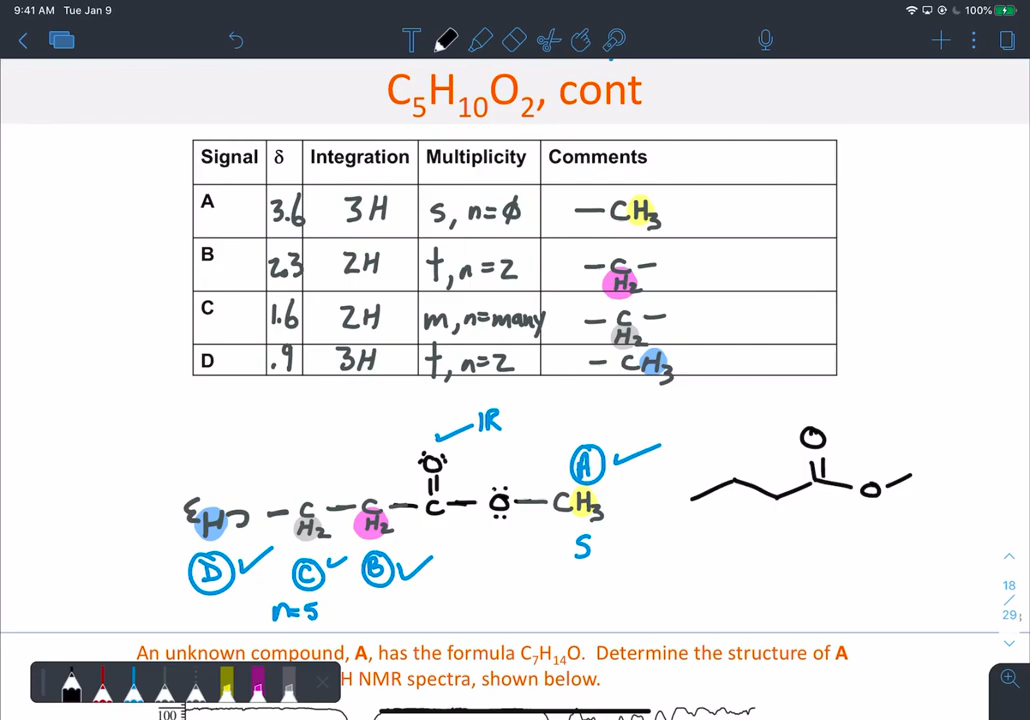 9:41 AM Tue Jan 9
100%
C₅H₁₀O₂, cont
Signal δ Integration Multiplicity Comments
A 3.6 3H s, n=∅ —CH₃
B 2.3 2H t, n=2 –C–
H₂
C 1.6 2H m, n=many –C–
H₂
D .9 3H t, n=2 –CH₃
IR
A
O
O
C – C – C – O – CH₃
H₂ H₂
O
D C B S
n=5
18
/
29
An unknown compound, A, has the formula C₇H₁₄O. Determine the structure of A
H NMR spectra, shown below.
100